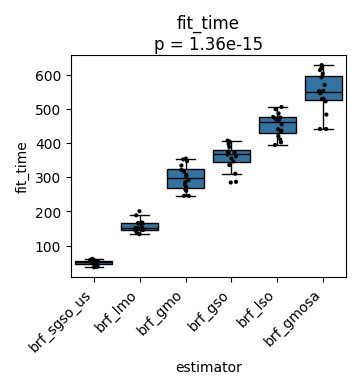 fit_time
p = 1.36e-15
fit_time
600
500
400
300
200
100
brf_sgso_us
brf_lmo
brf_gmo
brf_gso
brf_lso
brf_gmosa
estimator